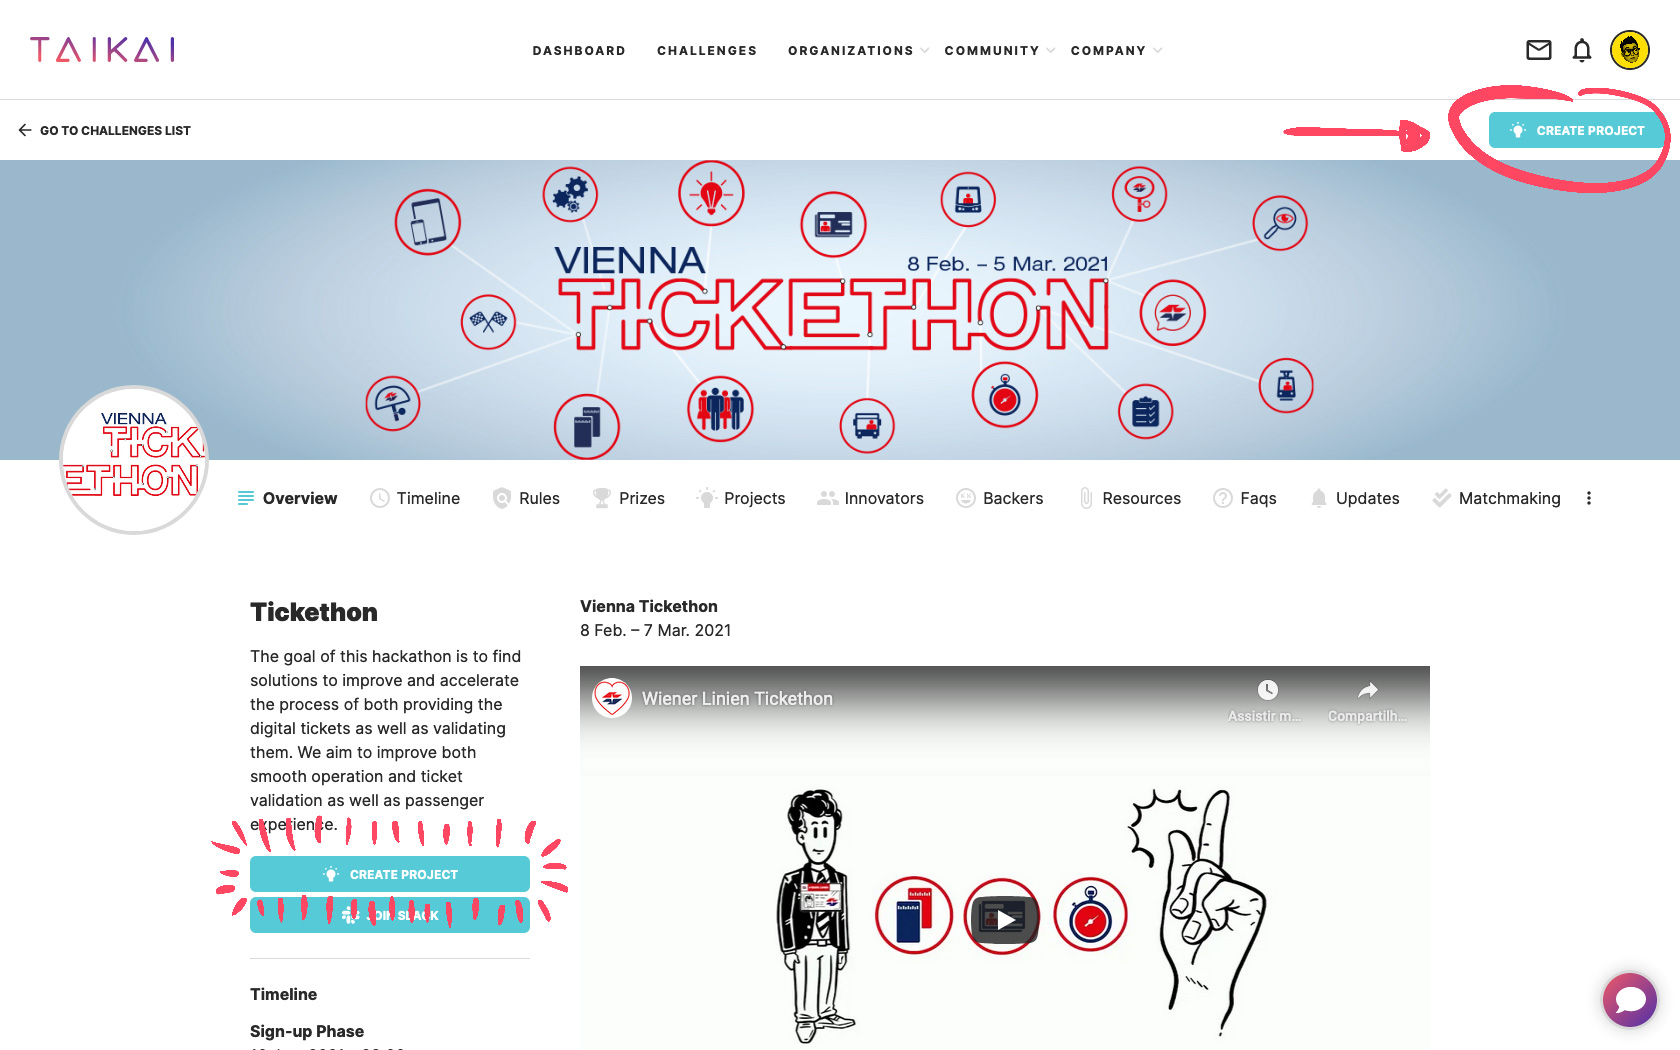 TAIKAI
DASHBOARD CHALLENGES ORGANIZATIONS COMMUNITY COMPANY
GO TO CHALLENGES LIST
CREATE PROJECT
VIENNA
8 Feb. – 5 Mar. 2021
TICKETHON
VIENNA
TICK
ETHON
Overview Timeline Rules Prizes Projects Innovators Backers Resources Faqs Updates Matchmaking
Tickethon
The goal of this hackathon is to find
solutions to improve and accelerate
the process of both providing the
digital tickets as well as validating
them. We aim to improve both
smooth operation and ticket
validation as well as passenger
experience.
CREATE PROJECT
JOIN SLACK
Timeline
Sign-up Phase
Vienna Tickethon
8 Feb. – 7 Mar. 2021
Wiener Linien Tickethon
Assistir m...
Compartilh...